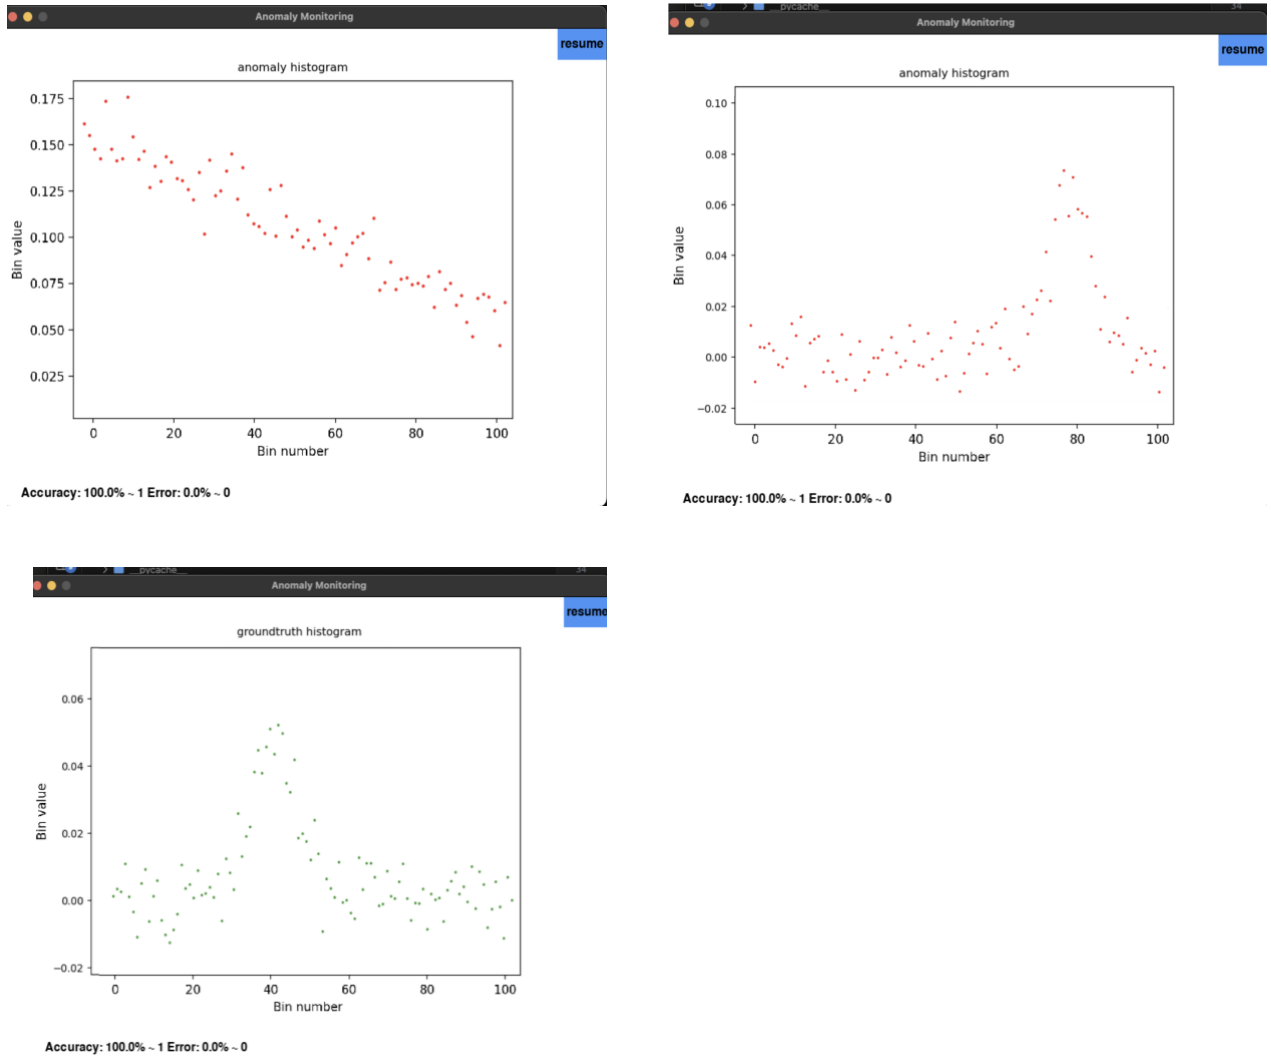 Anomaly Monitoring
resume
anomaly histogram
Bin value
0.175
0.150
0.125
0.100
0.075
0.050
0.025
0 20 40 60 80 100
Bin number
Accuracy: 100.0% ~ 1 Error: 0.0% ~ 0
__pycache__
34
Anomaly Monitoring
resume
anomaly histogram
Bin value
0.10
0.08
0.06
0.04
0.02
0.00
−0.02
0 20 40 60 80 100
Bin number
Accuracy: 100.0% ~ 1 Error: 0.0% ~ 0
__pycache__
34
Anomaly Monitoring
resume
groundtruth histogram
Bin value
0.06
0.04
0.02
0.00
−0.02
0 20 40 60 80 100
Bin number
Accuracy: 100.0% ~ 1 Error: 0.0% ~ 0